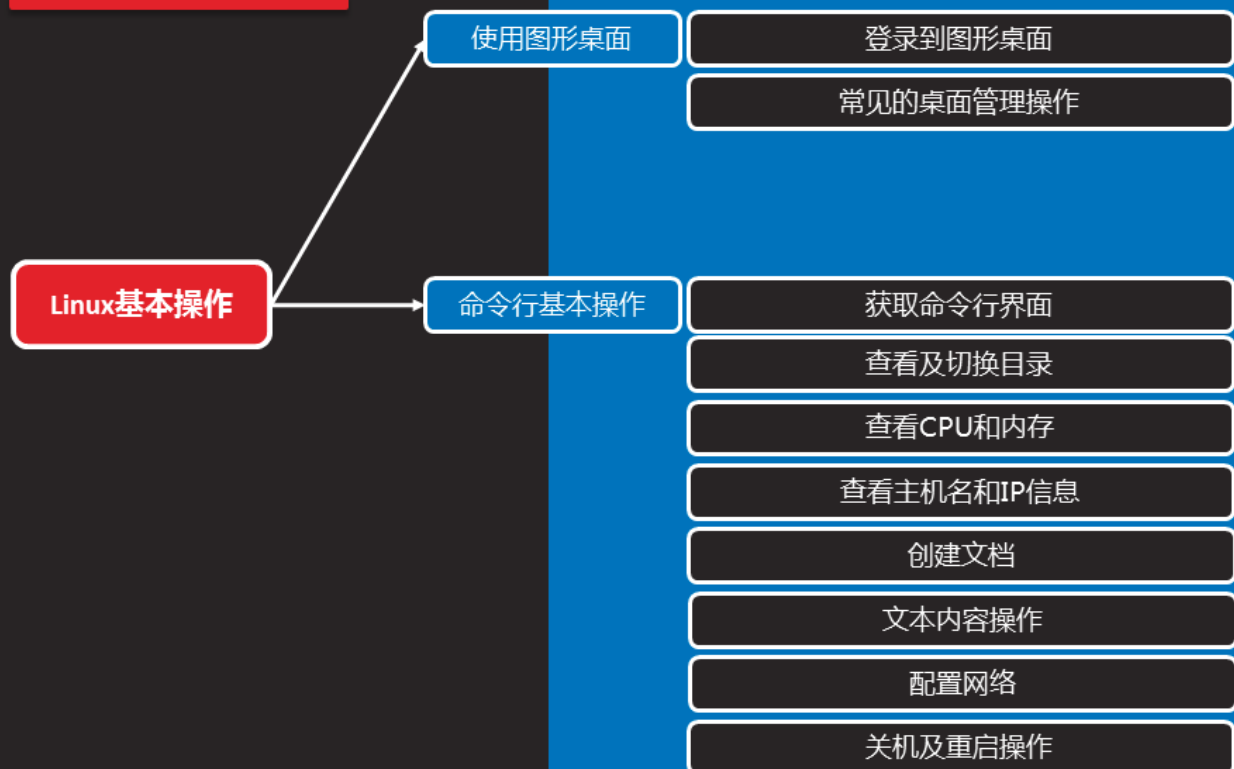 使用图形桌面
登录到图形桌面
常见的桌面管理操作
Linux基本操作
命令行基本操作
获取命令行界面
查看及切换目录
查看CPU和内存
查看主机名和IP信息
创建文档
文本内容操作
配置网络
关机及重启操作